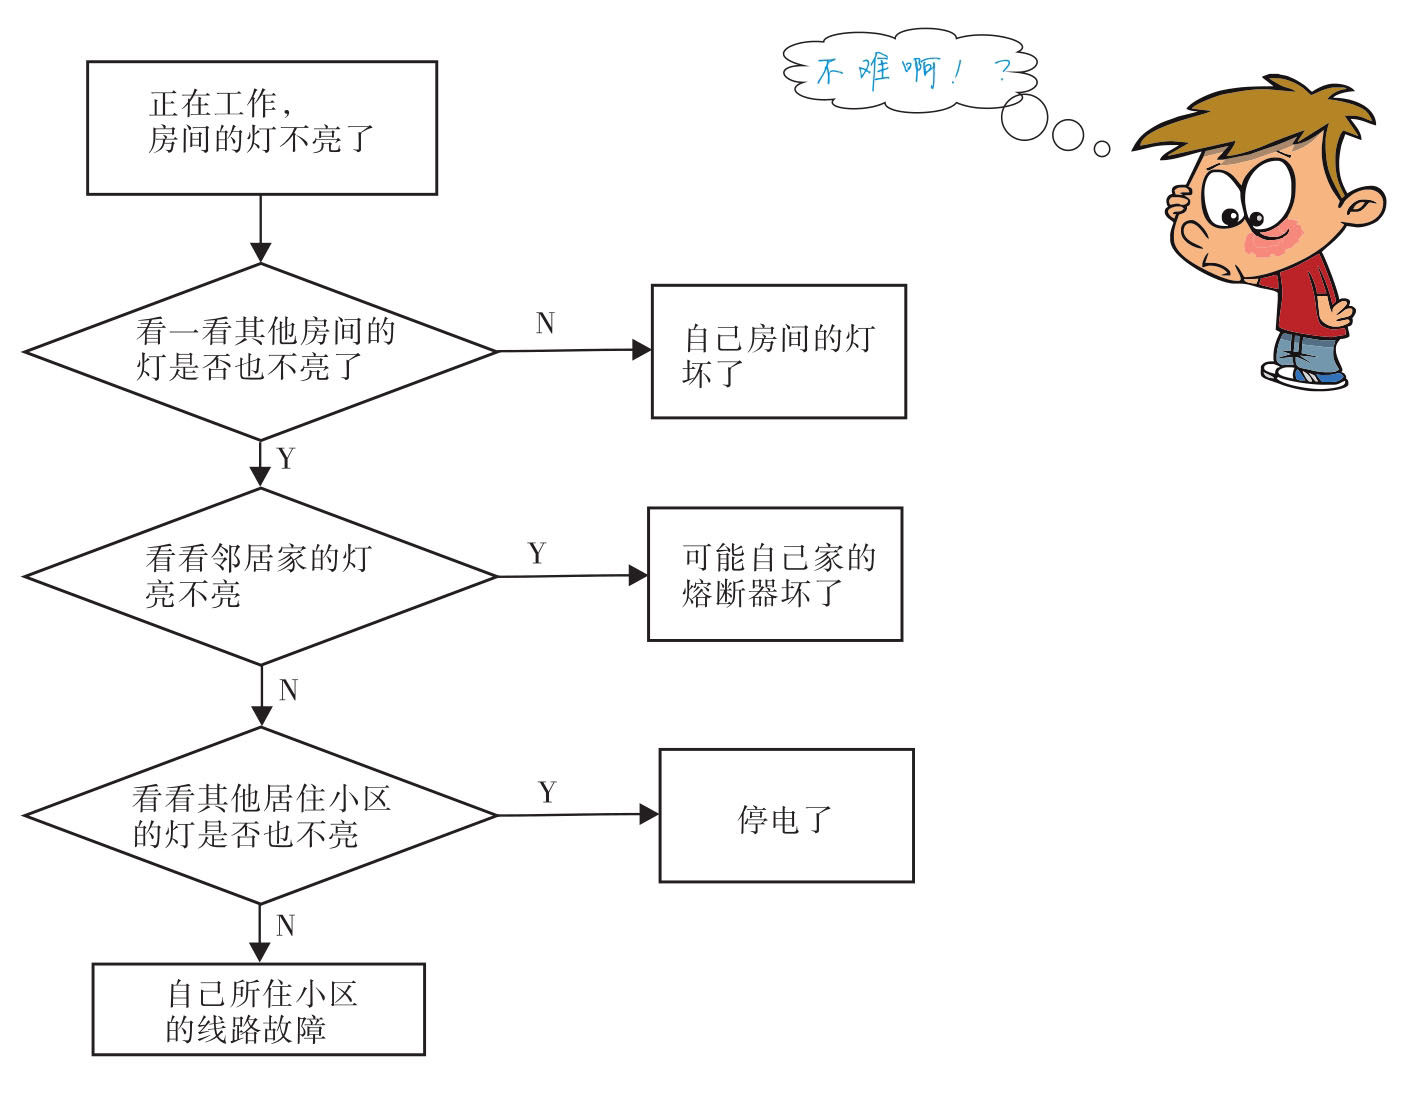 不难啊！？
正在工作，
房间的灯不亮了
看一看其他房间的
灯是否也不亮了
N
自己房间的灯
坏了
Y
看看邻居家的灯
亮不亮
Y
可能自己家的
熔断器坏了
N
看看其他居住小区
的灯是否也不亮
Y
停电了
N
自己所住小区
的线路故障